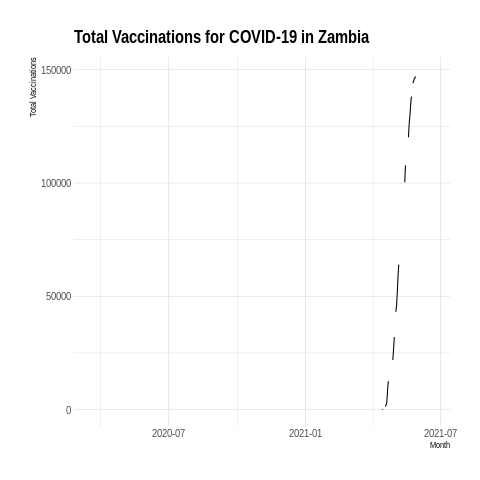 Total Vaccinations for COVID-19 in Zambia
Total Vaccinations
150000
100000
50000
0
2020-07
2021-01
2021-07
Month